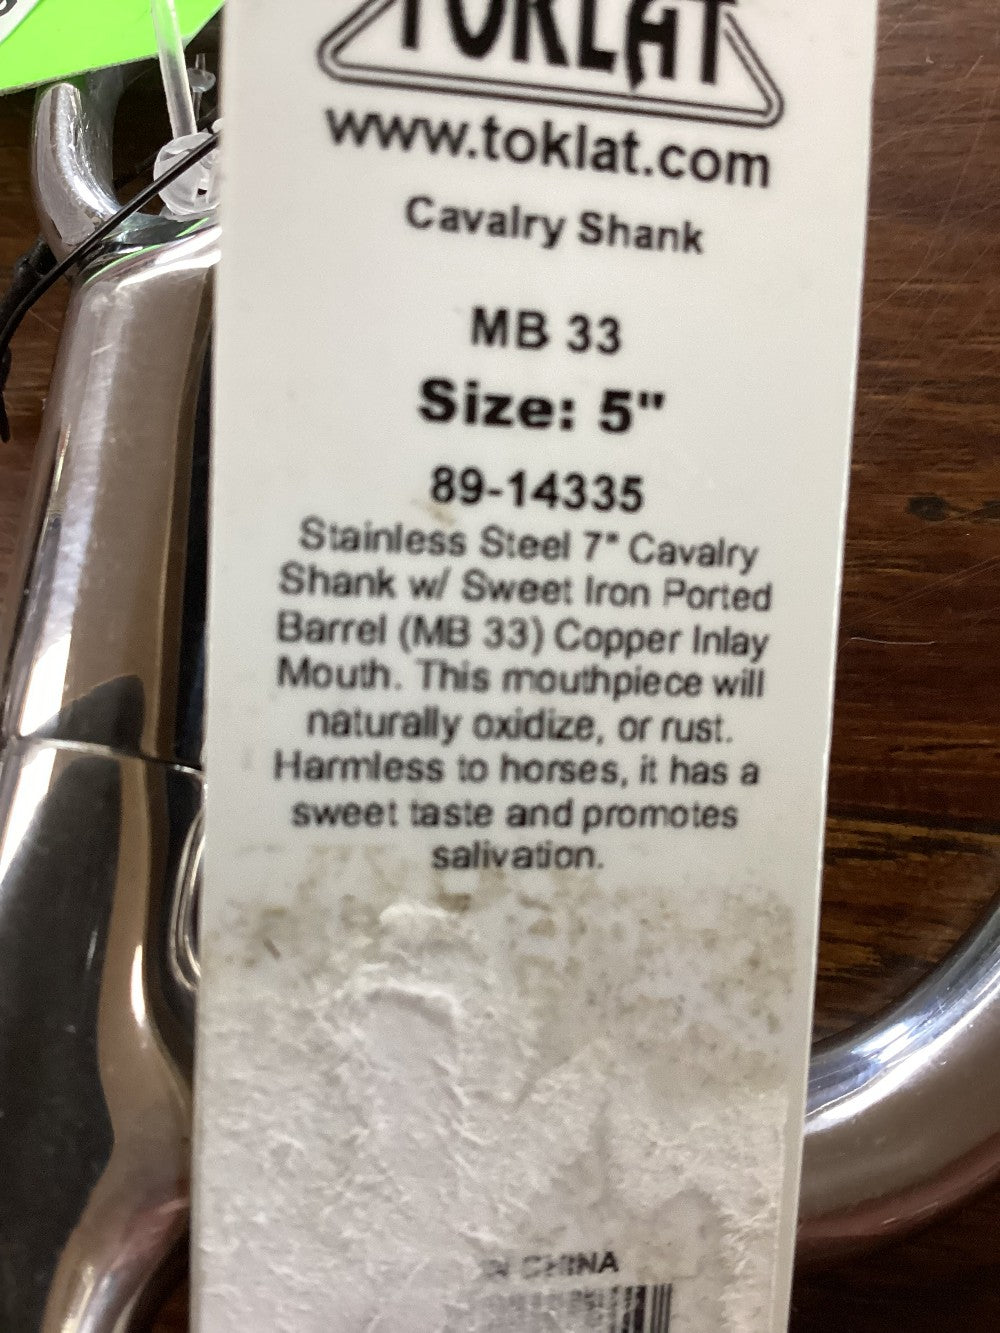 TOKLAT
www.toklat.com
Cavalry Shank
MB 33
Size: 5"
89-14335
Stainless Steel 7" Cavalry
Shank w/ Sweet Iron Ported
Barrel (MB 33) Copper Inlay
Mouth. This mouthpiece will
naturally oxidize, or rust.
Harmless to horses, it has a
sweet taste and promotes
salivation.
IN CHINA